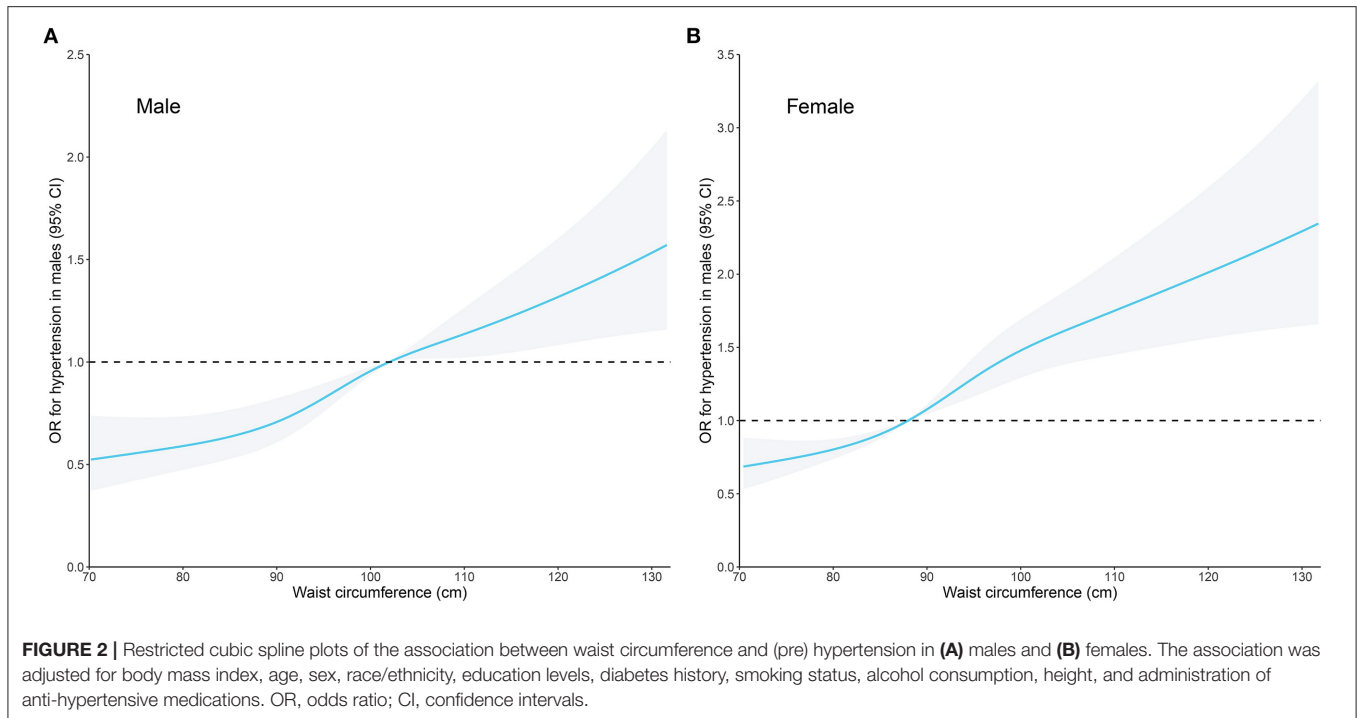 A
2.5
2.0
1.5
1.0
0.5
0.0
OR for hypertension in males (95% CI)
Male
70 80 90 100 110 120 130
Waist circumference (cm)
B
3.5
3.0
2.5
2.0
1.5
1.0
0.5
0.0
OR for hypertension in males (95% CI)
Female
70 80 90 100 110 120 130
Waist circumference (cm)
FIGURE 2 | Restricted cubic spline plots of the association between waist circumference and (pre) hypertension in (A) males and (B) females. The association was
adjusted for body mass index, age, sex, race/ethnicity, education levels, diabetes history, smoking status, alcohol consumption, height, and administration of
anti-hypertensive medications. OR, odds ratio; CI, confidence intervals.